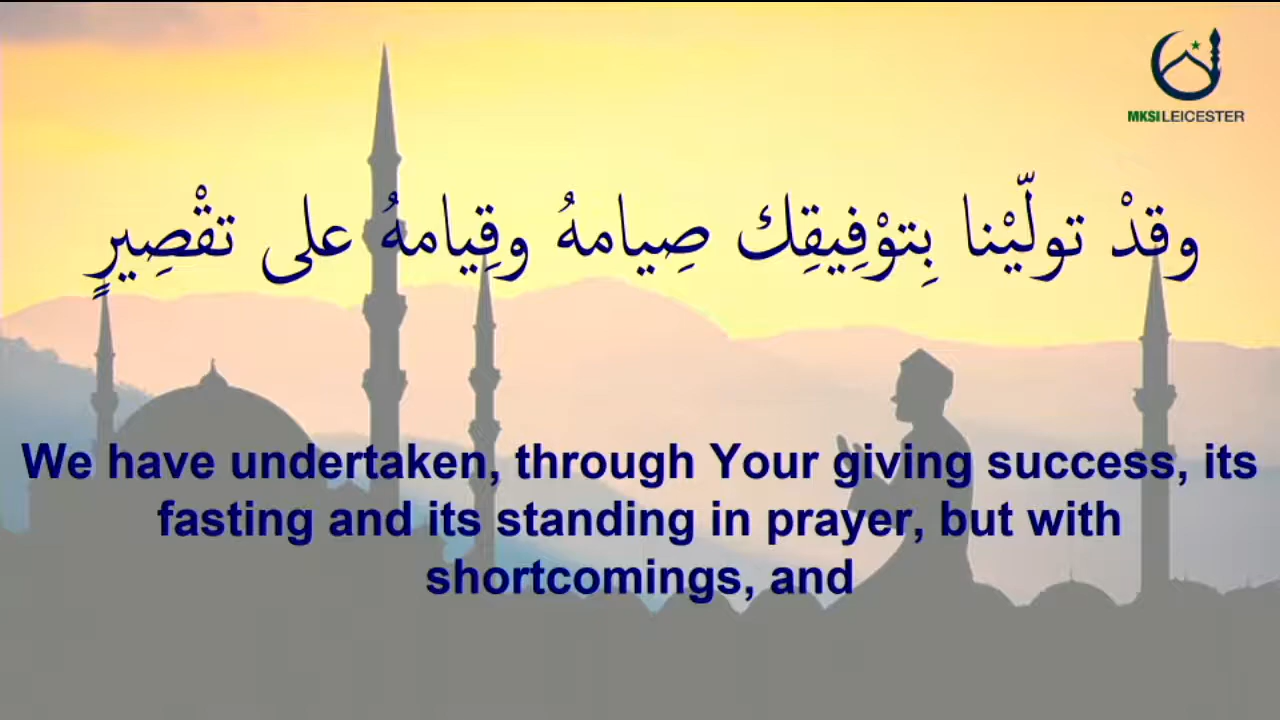 MKSI LEICESTER
وقدْ تولّيْنا بِتوْفِيقِك صِيامهُ وقِيامهُ على تقْصِيرٍ
We have undertaken, through Your giving success, its
fasting and its standing in prayer, but with
shortcomings, and